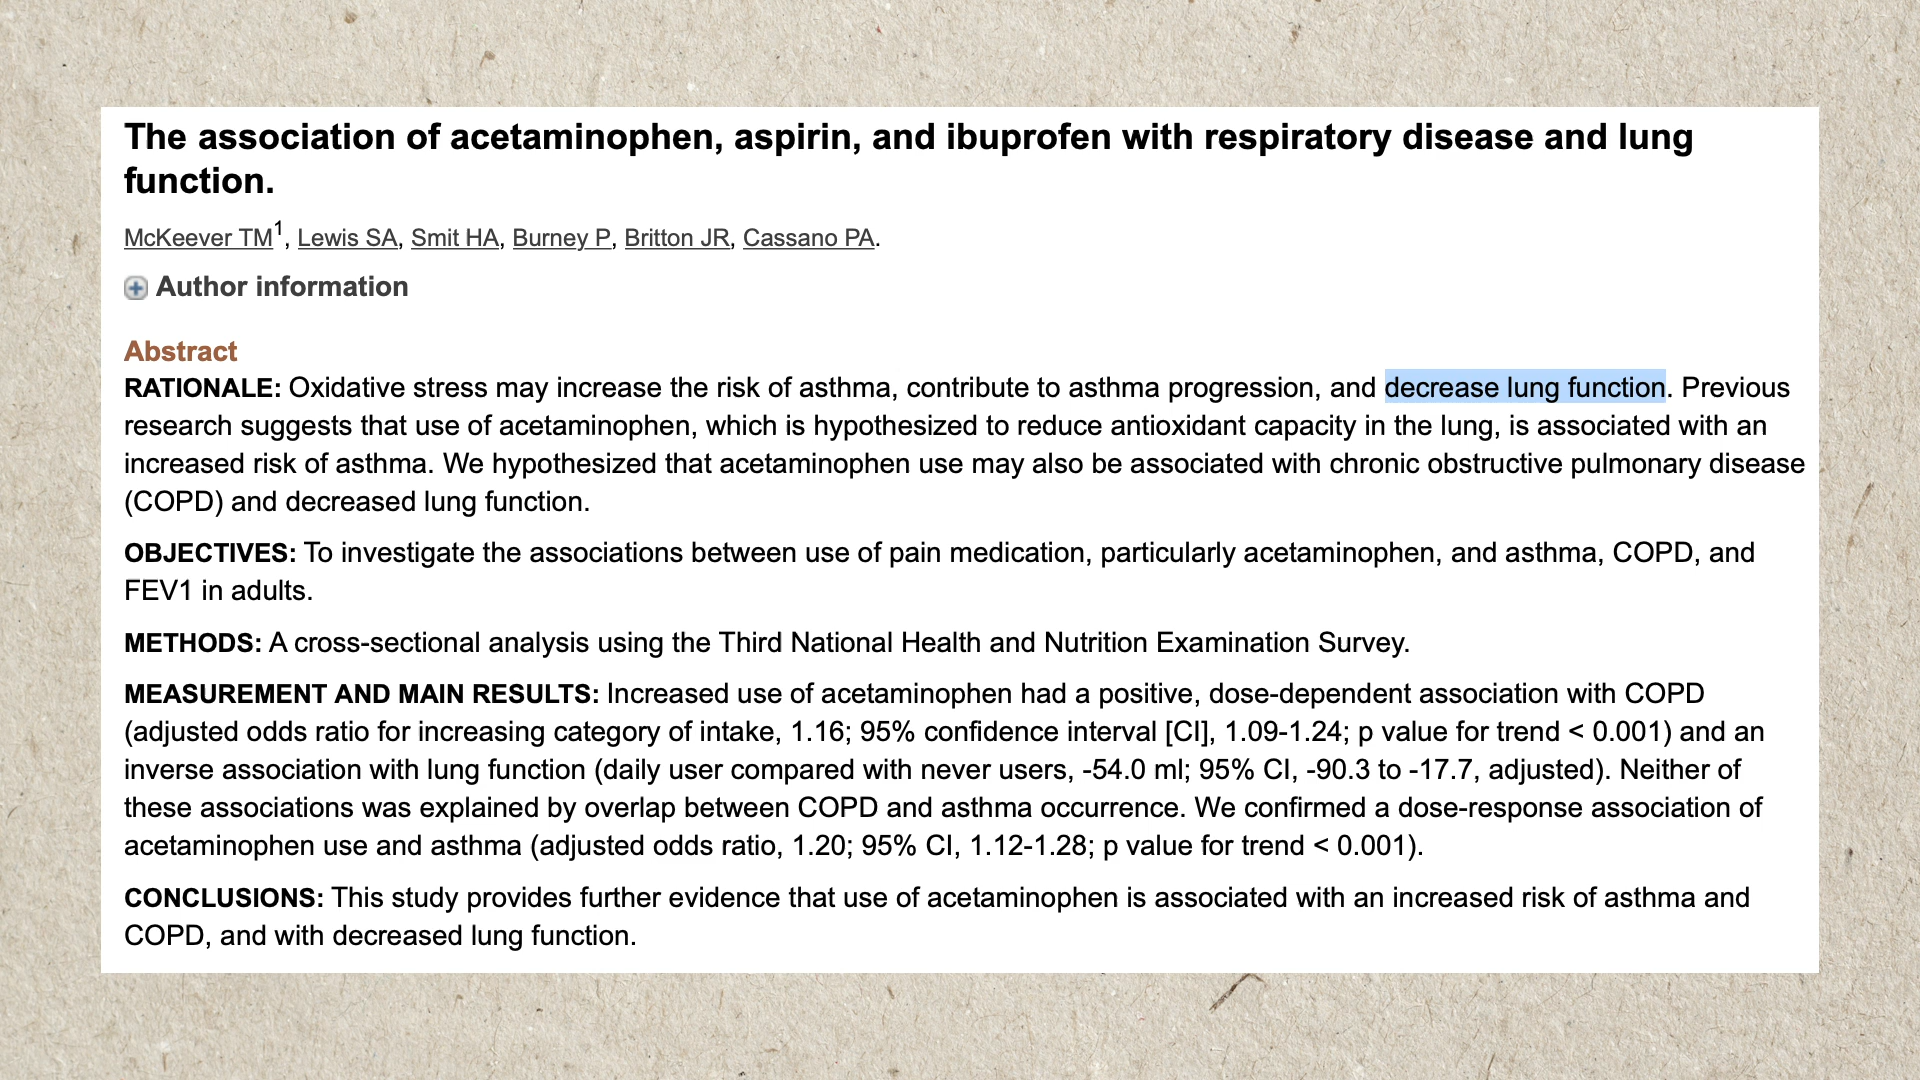 The association of acetaminophen, aspirin, and ibuprofen with respiratory disease and lung
function.
McKeever TM1, Lewis SA, Smit HA, Burney P, Britton JR, Cassano PA.
Author information
Abstract
RATIONALE: Oxidative stress may increase the risk of asthma, contribute to asthma progression, and decrease lung function. Previous
research suggests that use of acetaminophen, which is hypothesized to reduce antioxidant capacity in the lung, is associated with an
increased risk of asthma. We hypothesized that acetaminophen use may also be associated with chronic obstructive pulmonary disease
(COPD) and decreased lung function.
OBJECTIVES: To investigate the associations between use of pain medication, particularly acetaminophen, and asthma, COPD, and
FEV1 in adults.
METHODS: A cross-sectional analysis using the Third National Health and Nutrition Examination Survey.
MEASUREMENT AND MAIN RESULTS: Increased use of acetaminophen had a positive, dose-dependent association with COPD
(adjusted odds ratio for increasing category of intake, 1.16; 95% confidence interval [CI], 1.09-1.24; p value for trend < 0.001) and an
inverse association with lung function (daily user compared with never users, -54.0 ml; 95% CI, -90.3 to -17.7, adjusted). Neither of
these associations was explained by overlap between COPD and asthma occurrence. We confirmed a dose-response association of
acetaminophen use and asthma (adjusted odds ratio, 1.20; 95% CI, 1.12-1.28; p value for trend < 0.001).
CONCLUSIONS: This study provides further evidence that use of acetaminophen is associated with an increased risk of asthma and
COPD, and with decreased lung function.